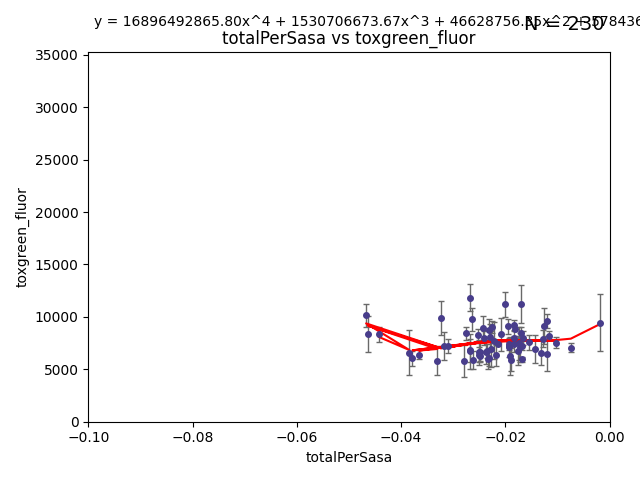 y = 16896492865.80x^4 + 1530706673.67x^3 + 46628756.
N = 230
totalPerSasa vs toxgreen_fluor
35000
30000
25000
20000
15000
10000
5000
0
toxgreen_fluor
−0.10
−0.08
−0.06
−0.04
−0.02
0.00
totalPerSasa